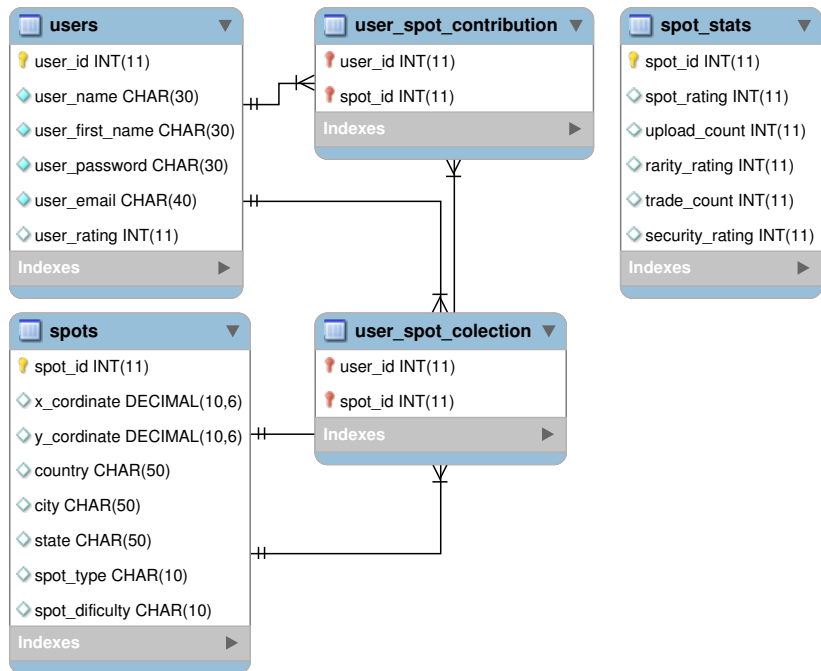 users
user_id INT(11)
user_name CHAR(30)
user_first_name CHAR(30)
user_password CHAR(30)
user_email CHAR(40)
user_rating INT(11)
Indexes
user_spot_contribution
user_id INT(11)
spot_id INT(11)
Indexes
spot_stats
spot_id INT(11)
spot_rating INT(11)
upload_count INT(11)
rarity_rating INT(11)
trade_count INT(11)
security_rating INT(11)
Indexes
spots
spot_id INT(11)
x_cordinate DECIMAL(10,6)
y_cordinate DECIMAL(10,6)
country CHAR(50)
city CHAR(50)
state CHAR(50)
spot_type CHAR(10)
spot_dificulty CHAR(10)
Indexes
user_spot_colection
user_id INT(11)
spot_id INT(11)
Indexes